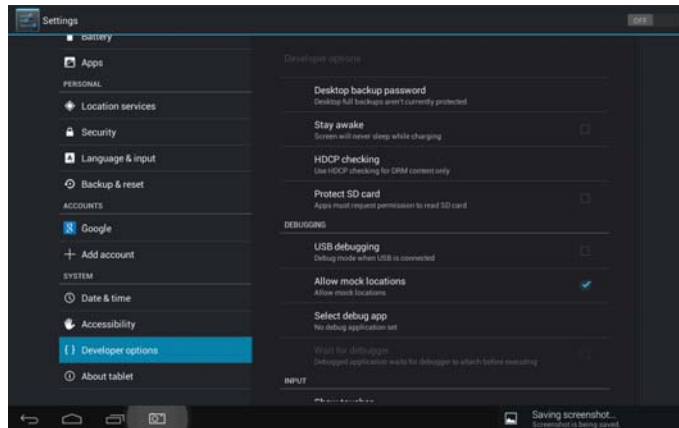 Settings
OFF
Battery
Apps
PERSONAL
Location services
Security
Language & input
Backup & reset
ACCOUNTS
Google
Add account
SYSTEM
Date & time
Accessibility
{ } Developer options
About tablet
Developer options
Desktop backup password
Desktop full backups aren't currently protected
Stay awake
Screen will never sleep while charging
HDCP checking
Use HDCP checking for DRM content only
Protect SD card
Apps must request permission to read SD card
DEBUGGING
USB debugging
Debug mode when USB is connected
Allow mock locations
Allow mock locations
Select debug app
No debug application set
Wait for debugger
Debugged application waits for debugger to attach before executing
INPUT
Show touches
Saving screenshot...
Screenshot is being saved.